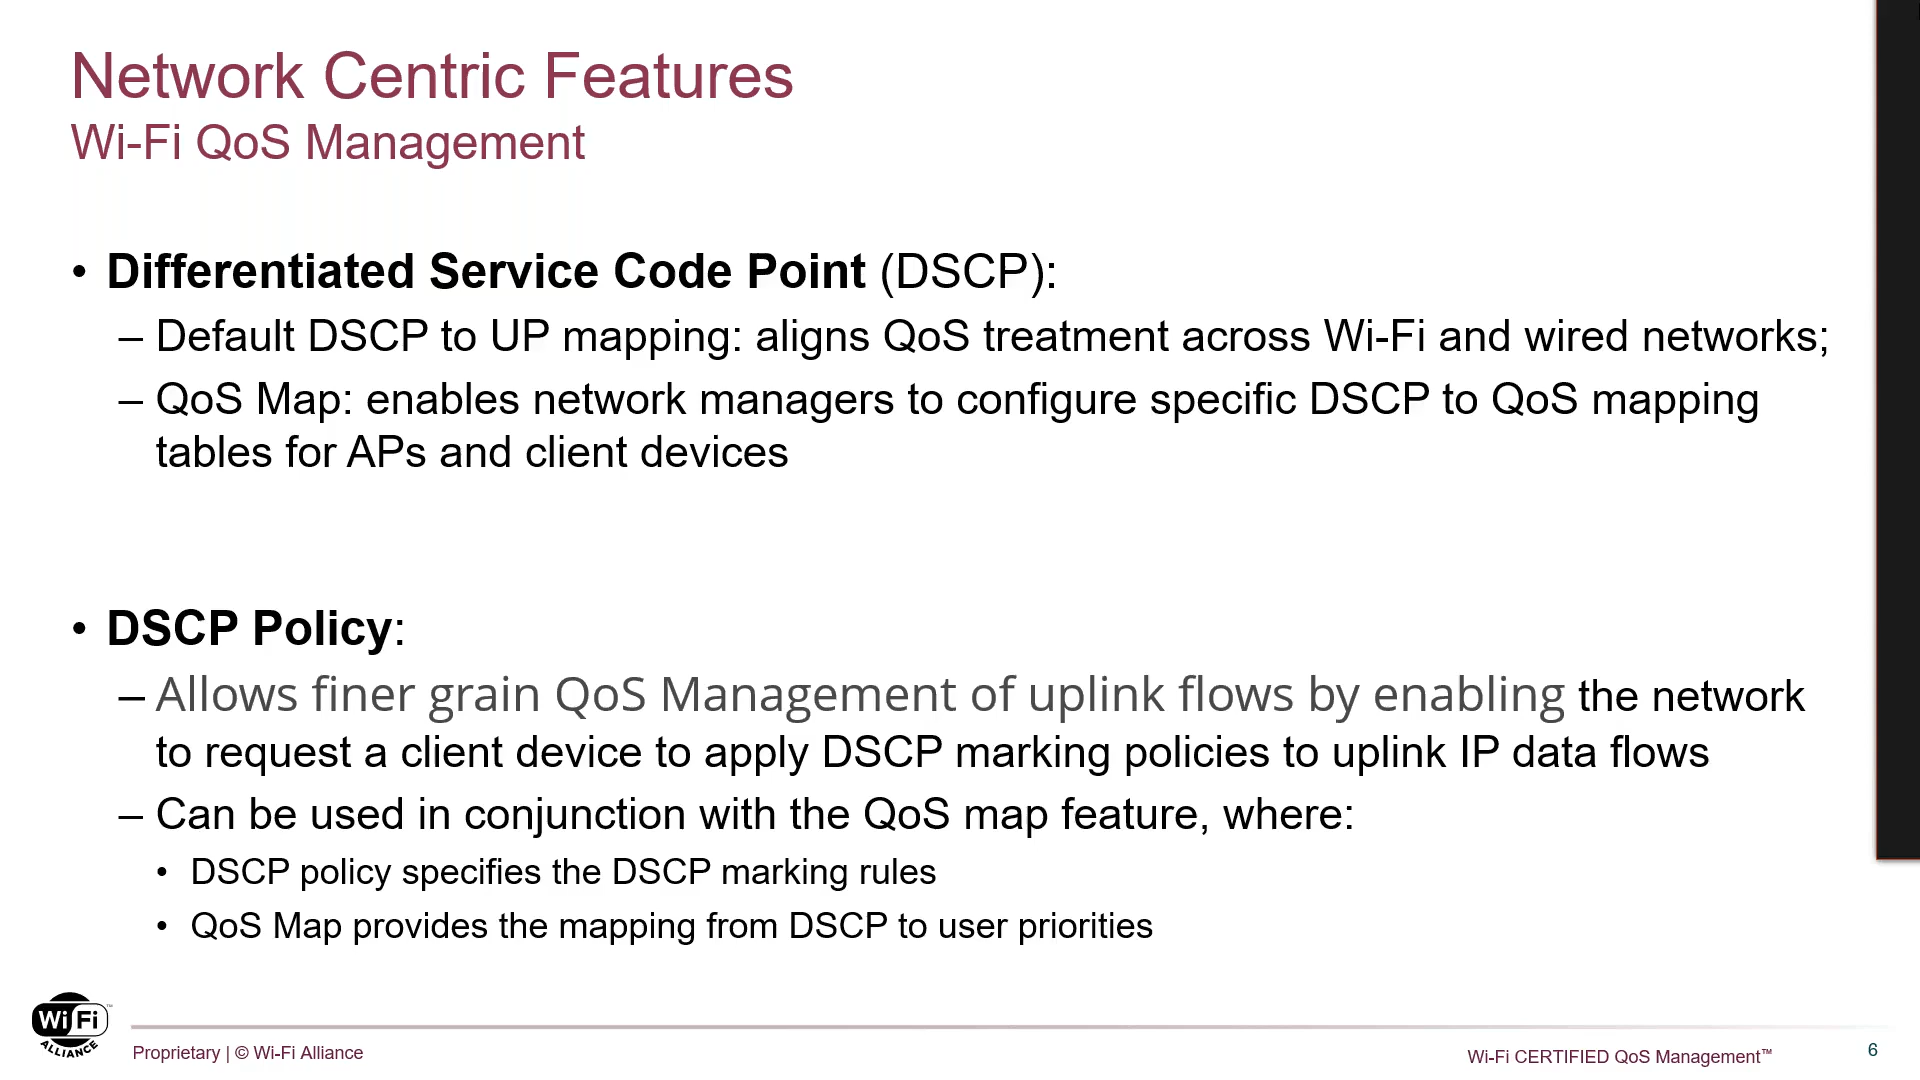 Network Centric Features
Wi-Fi QoS Management
• Differentiated Service Code Point (DSCP):
– Default DSCP to UP mapping: aligns QoS treatment across Wi-Fi and wired networks;
– QoS Map: enables network managers to configure specific DSCP to QoS mapping
tables for APs and client devices
• DSCP Policy:
– Allows finer grain QoS Management of uplink flows by enabling the network
to request a client device to apply DSCP marking policies to uplink IP data flows
– Can be used in conjunction with the QoS map feature, where:
• DSCP policy specifies the DSCP marking rules
• QoS Map provides the mapping from DSCP to user priorities
Wi Fi™
ALLIANCE
Proprietary | © Wi-Fi Alliance
Wi-Fi CERTIFIED QoS Management™
6